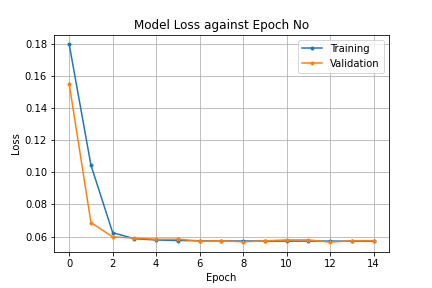 Model Loss against Epoch No
Training
Validation
0.18
0.16
0.14
0.12
0.10
0.08
0.06
Loss
0 2 4 6 8 10 12 14
Epoch